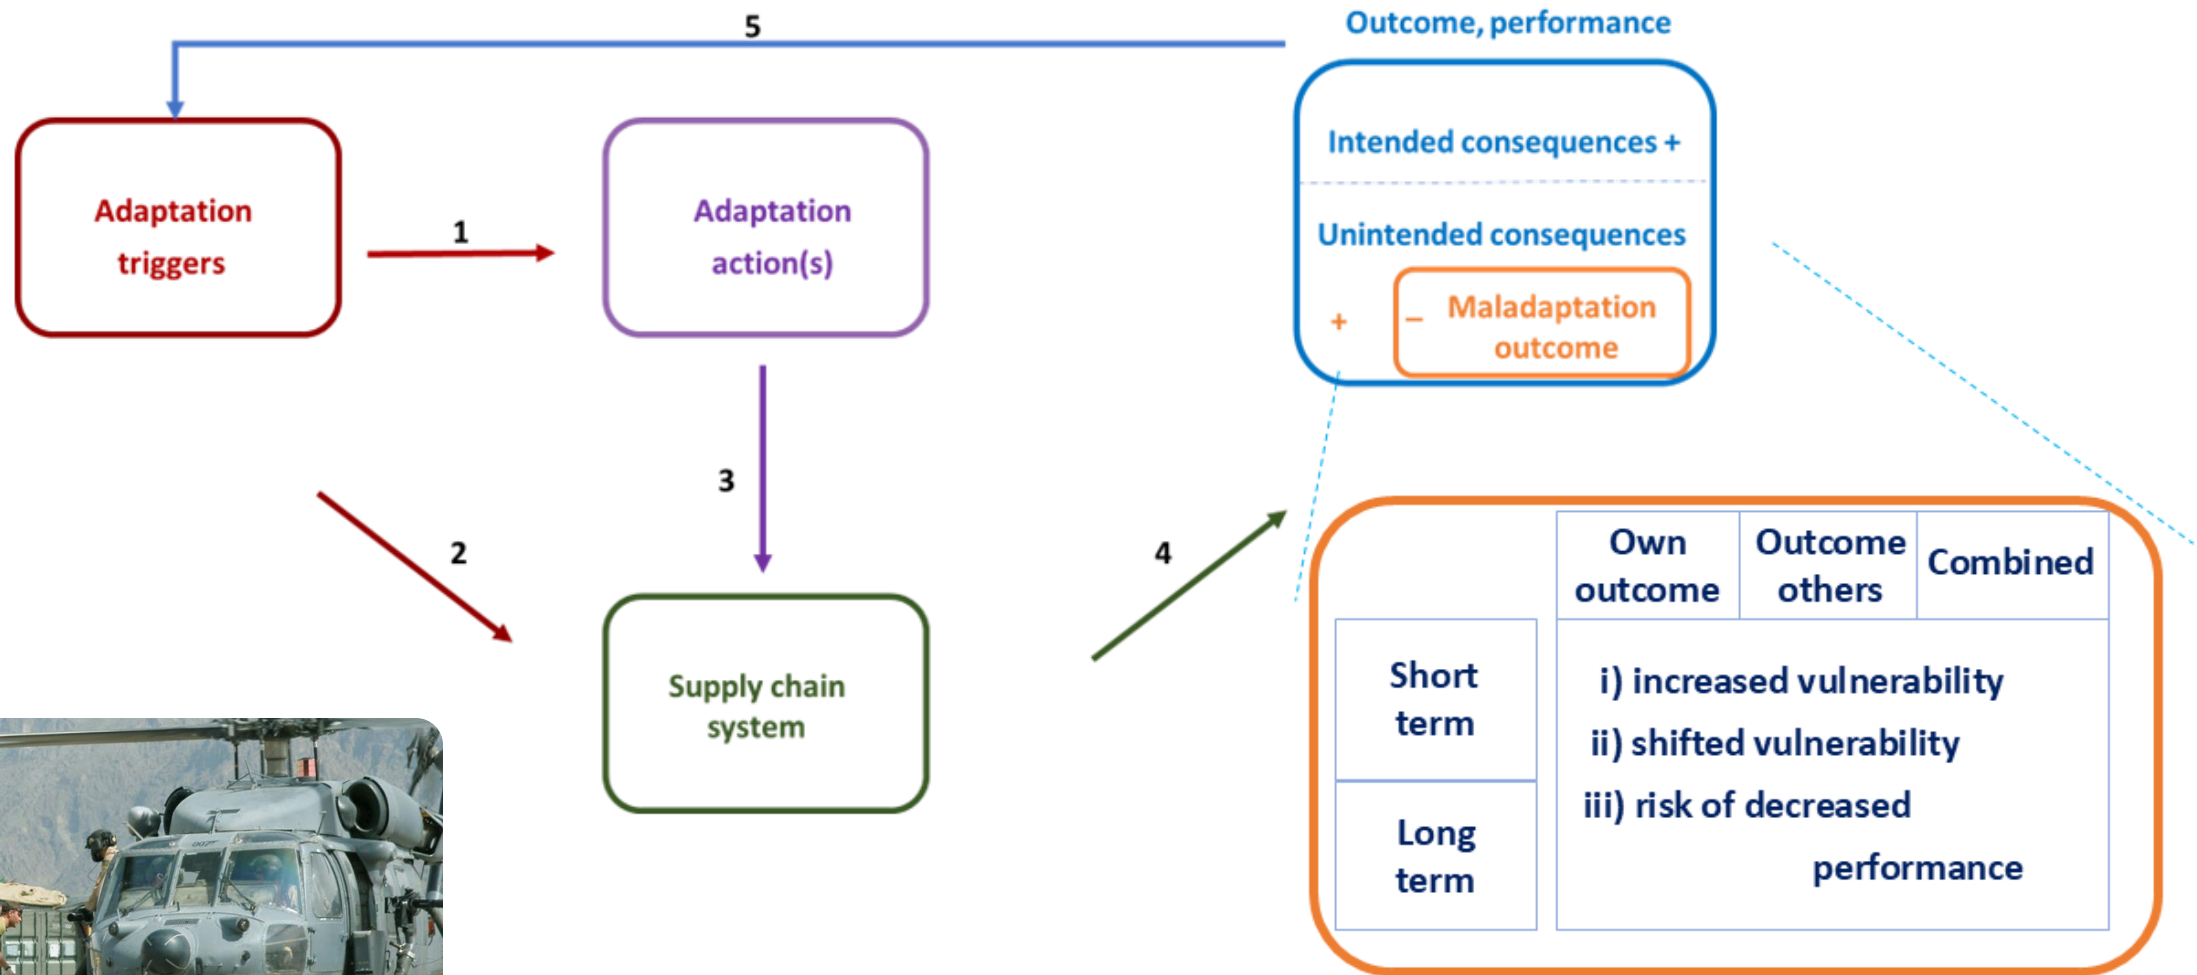 5
Outcome, performance
Adaptation
triggers
1
Adaptation
action(s)
Intended consequences +
Unintended consequences
+
– Maladaptation
outcome
2
3
4
Supply chain
system
Own
outcome
Outcome
others
Combined
Short
term
Long
term
i) increased vulnerability
ii) shifted vulnerability
iii) risk of decreased
performance